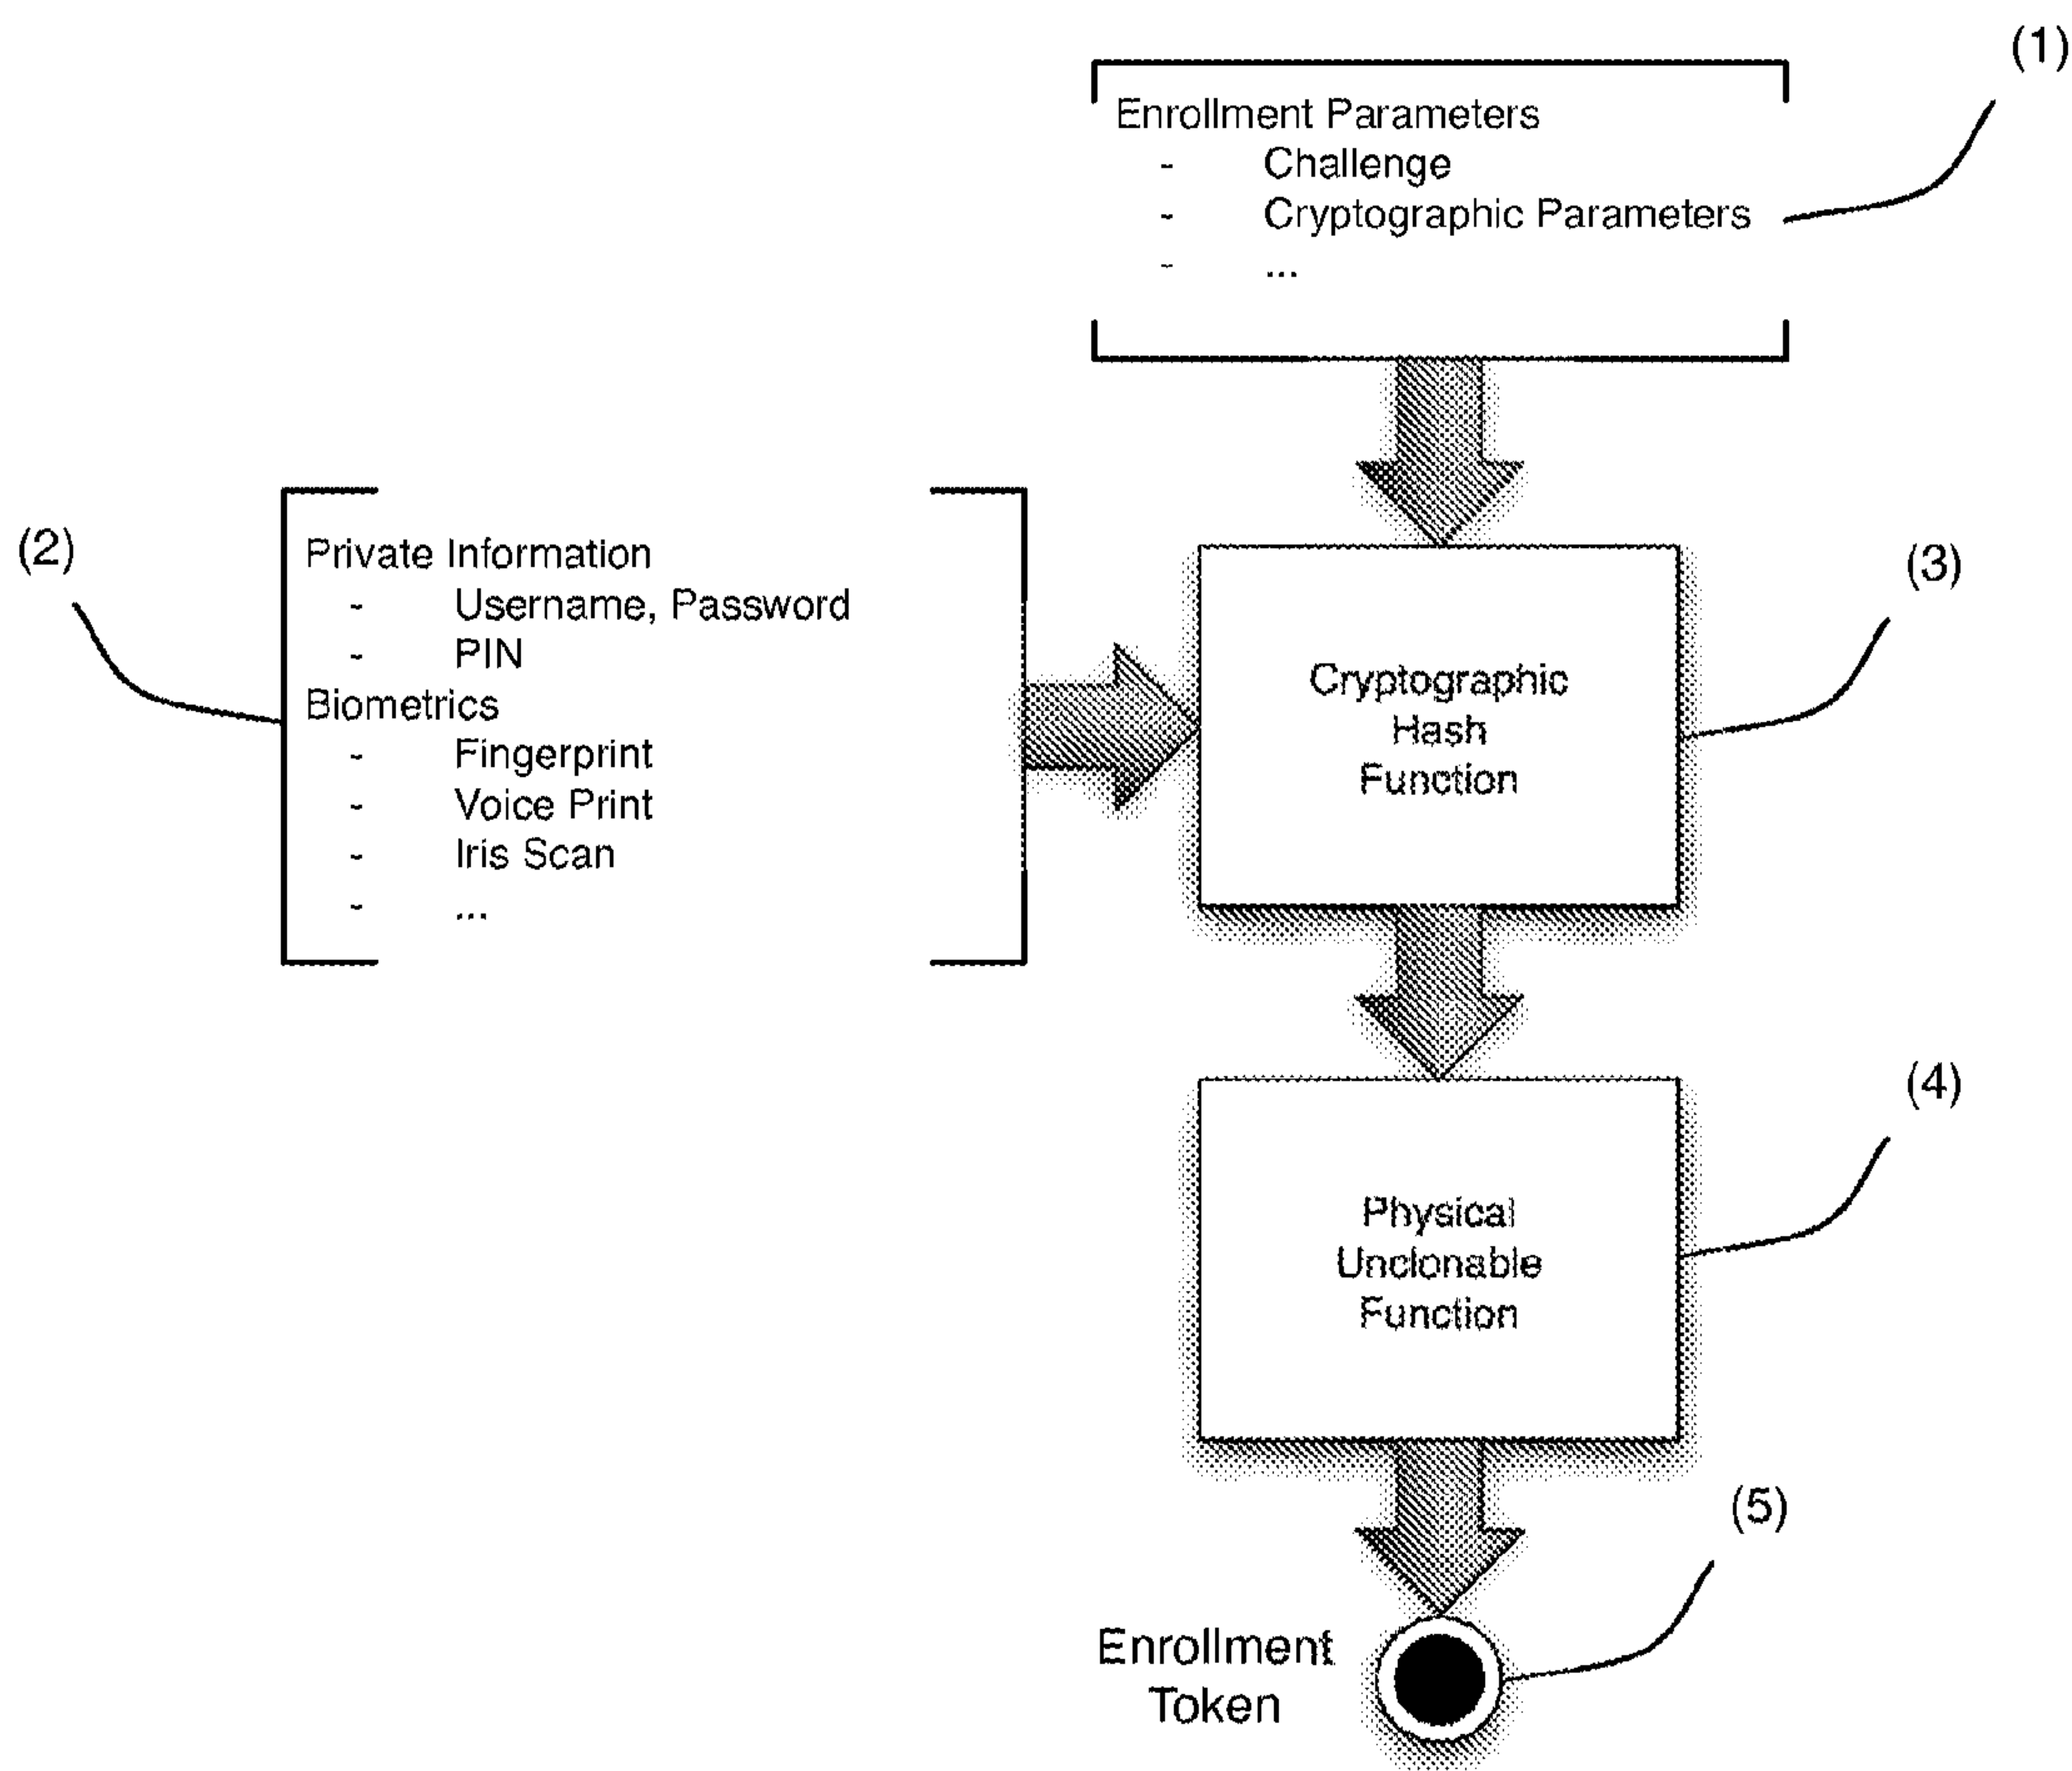 (1)
Enrollment Parameters
- Challenge
- Cryptographic Parameters
- ...
(2)
Private Information
- Username, Password
- PIN
Biometrics
- Fingerprint
- Voice Print
- Iris Scan
- ...
(3)
Cryptographic
Hash
Function
(4)
Physical
Unclonable
Function
(5)
Enrollment
Token